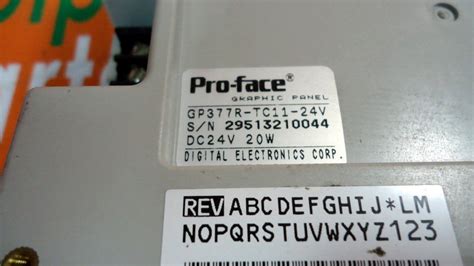 Pro-face®
GRAPHIC PANEL
GP377R-TC11-24V
S/N 29513210044
DC24V 20W
DIGITAL ELECTRONICS CORP.
REV ABCDEFGHIJ*LM
NOPQRSTUVWXYZ123